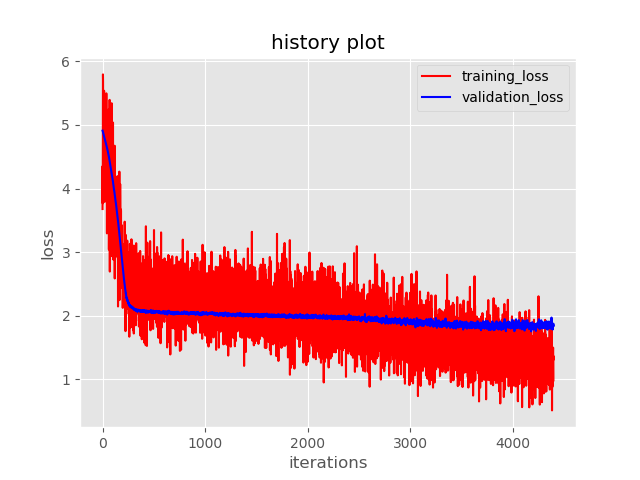 history plot
training_loss
validation_loss
6
5
4
3
2
1
loss
0
1000
2000
3000
4000
iterations